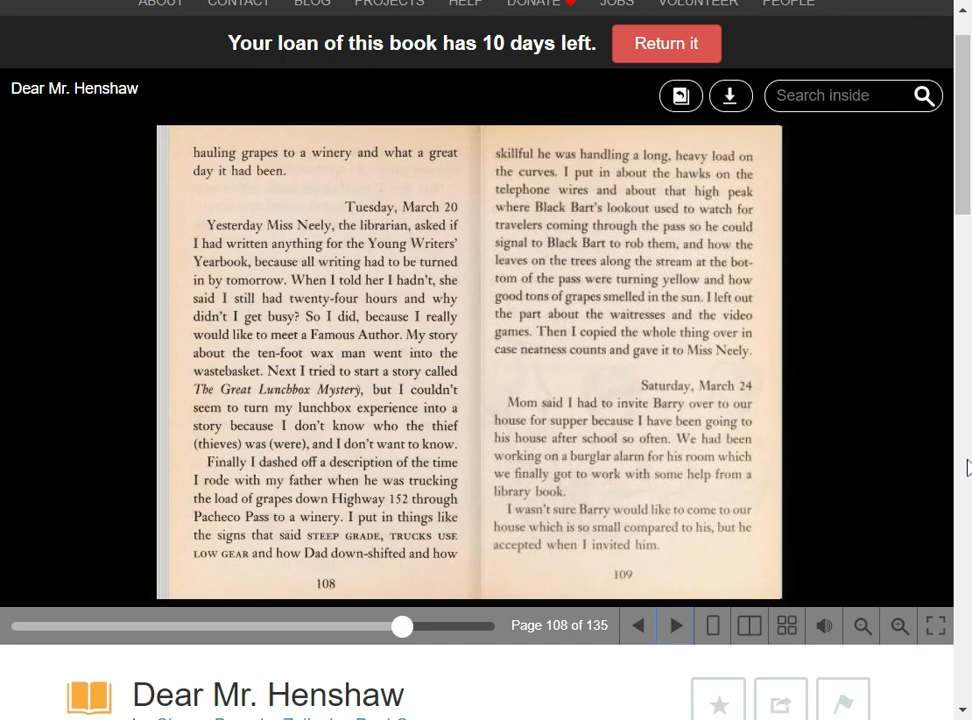 ABOUT CONTACT BLOG PROJECTS HELP DONATE JOBS VOLUNTEER PEOPLE
Your loan of this book has 10 days left. Return it
Dear Mr. Henshaw
Search inside
hauling grapes to a winery and what a great
day it had been.
Tuesday, March 20
Yesterday Miss Neely, the librarian, asked if
I had written anything for the Young Writers'
Yearbook, because all writing had to be turned
in by tomorrow. When I told her I hadn't, she
said I still had twenty-four hours and why
didn't I get busy? So I did, because I really
would like to meet a Famous Author. My story
about the ten-foot wax man went into the
wastebasket. Next I tried to start a story called
The Great Lunchbox Mystery, but I couldn't
seem to turn my lunchbox experience into a
story because I don't know who the thief
(thieves) was (were), and I don't want to know.
Finally I dashed off a description of the time
I rode with my father when he was trucking
the load of grapes down Highway 152 through
Pacheco Pass to a winery. I put in things like
the signs that said STEEP GRADE, TRUCKS USE
LOW GEAR and how Dad down-shifted and how
108
skillful he was handling a long, heavy load on
the curves. I put in about the hawks on the
telephone wires and about that high peak
where Black Bart's lookout used to watch for
travelers coming through the pass so he could
signal to Black Bart to rob them, and how the
leaves on the trees along the stream at the bot-
tom of the pass were turning yellow and how
good tons of grapes smelled in the sun. I left out
the part about the waitresses and the video
games. Then I copied the whole thing over in
case neatness counts and gave it to Miss Neely.
Saturday, March 24
Mom said I had to invite Barry over to our
house for supper because I have been going to
his house after school so often. We had been
working on a burglar alarm for his room which
we finally got to work with some help from a
library book.
I wasn't sure Barry would like to come to our
house which is so small compared to his, but he
accepted when I invited him.
109
Page 108 of 135
Dear Mr. Henshaw